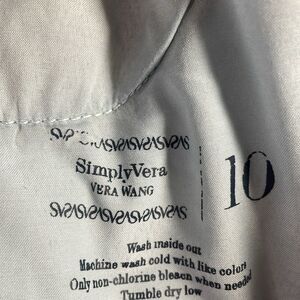 SimplyVera
VERA WANG
10
Wash inside out
Machine wash cold with like colors
Only non-chlorine bleach when needed
Tumble dry low